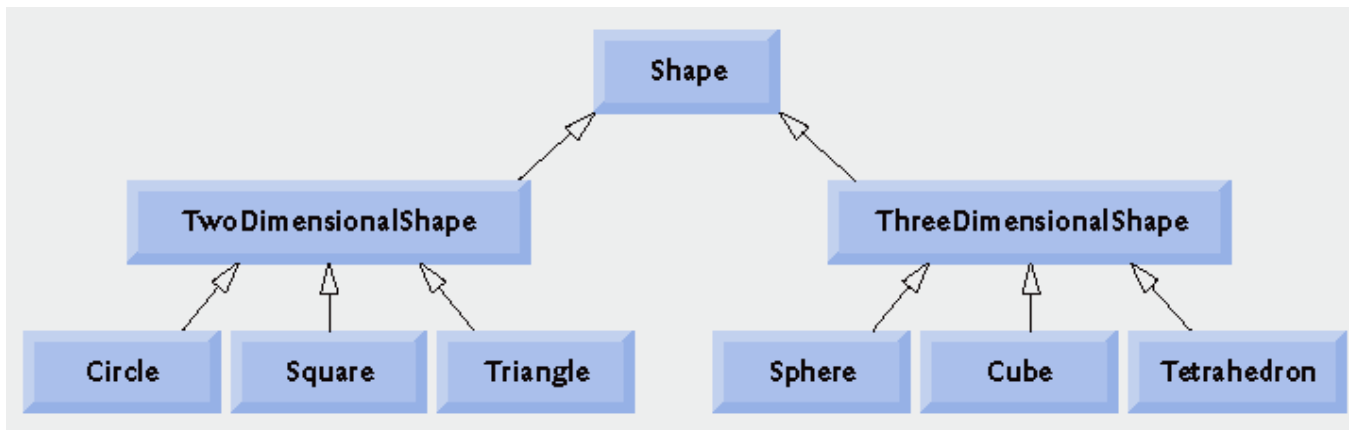 Shape
TwoDimensionalShape
ThreeDimensionalShape
Circle
Square
Triangle
Sphere
Cube
Tetrahedron